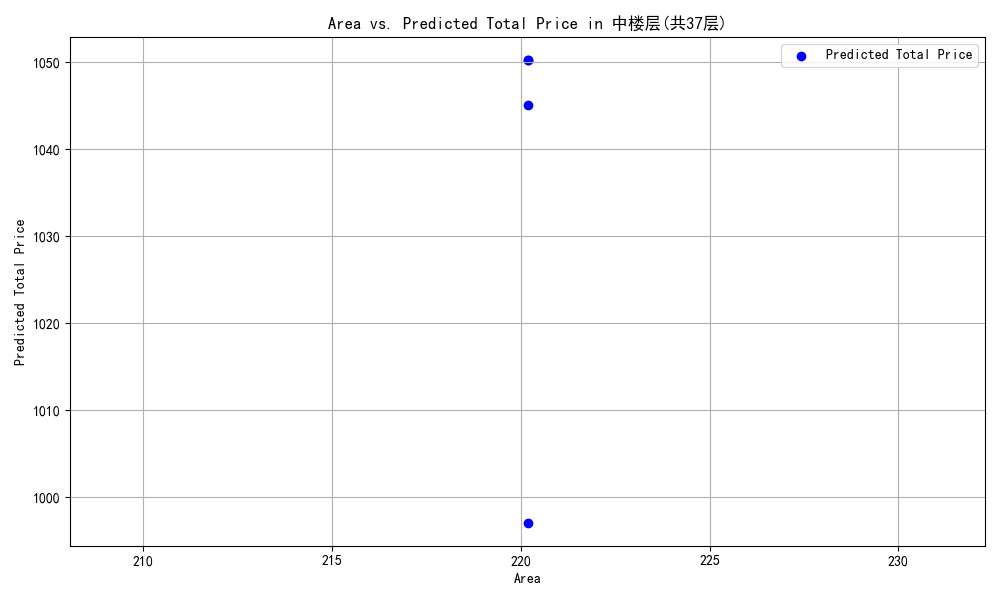 Area vs. Predicted Total Price in 中楼层(共37层)
Predicted Total Price
1050
1040
1030
1020
1010
1000
Predicted Total Price
210
215
220
225
230
Area